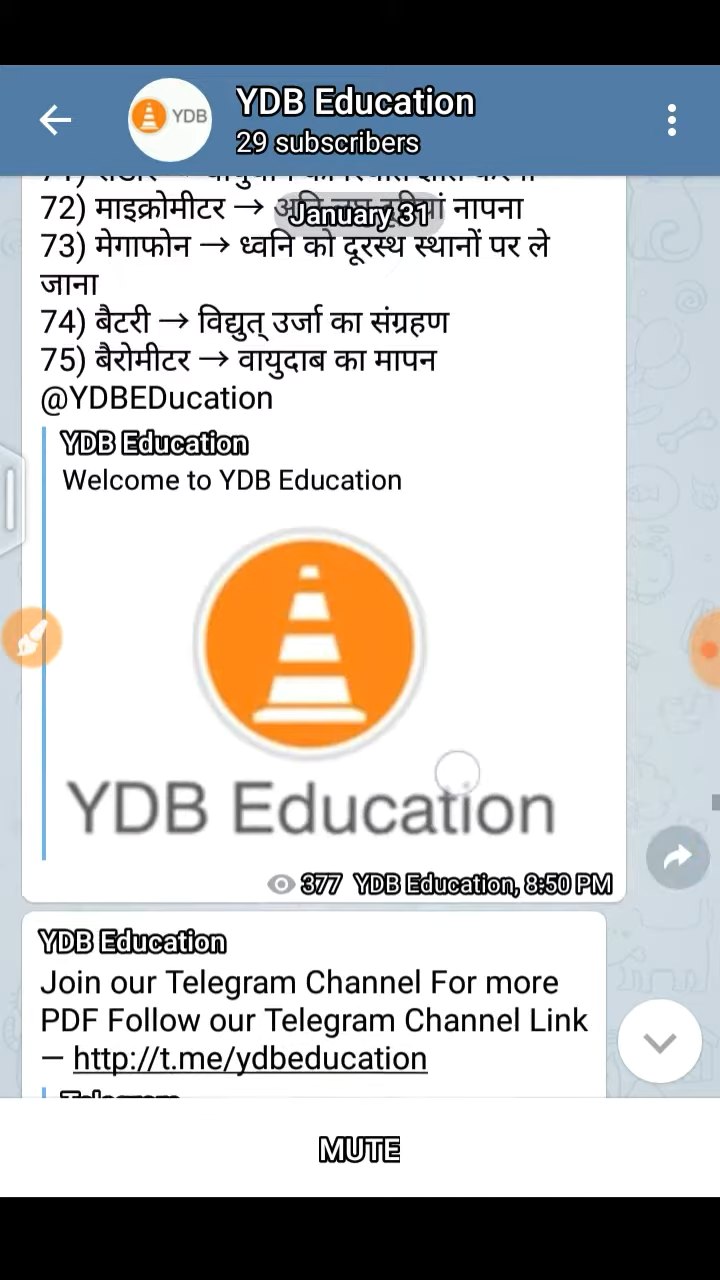 YDB
YDB Education
29 subscribers
72) माइक्रोमीटर → नापना
January 31
73) मेगाफोन → ध्वनि को दूरस्थ स्थानों पर ले
जाना
74) बैटरी → विद्युत् उर्जा का संग्रहण
75) बैरोमीटर → वायुदाब का मापन
@YDBEDucation
YDB Education
Welcome to YDB Education
YDB Education
377 YDB Education, 8:50 PM
YDB Education
Join our Telegram Channel For more
PDF Follow our Telegram Channel Link
– http://t.me/ydbeducation
MUTE